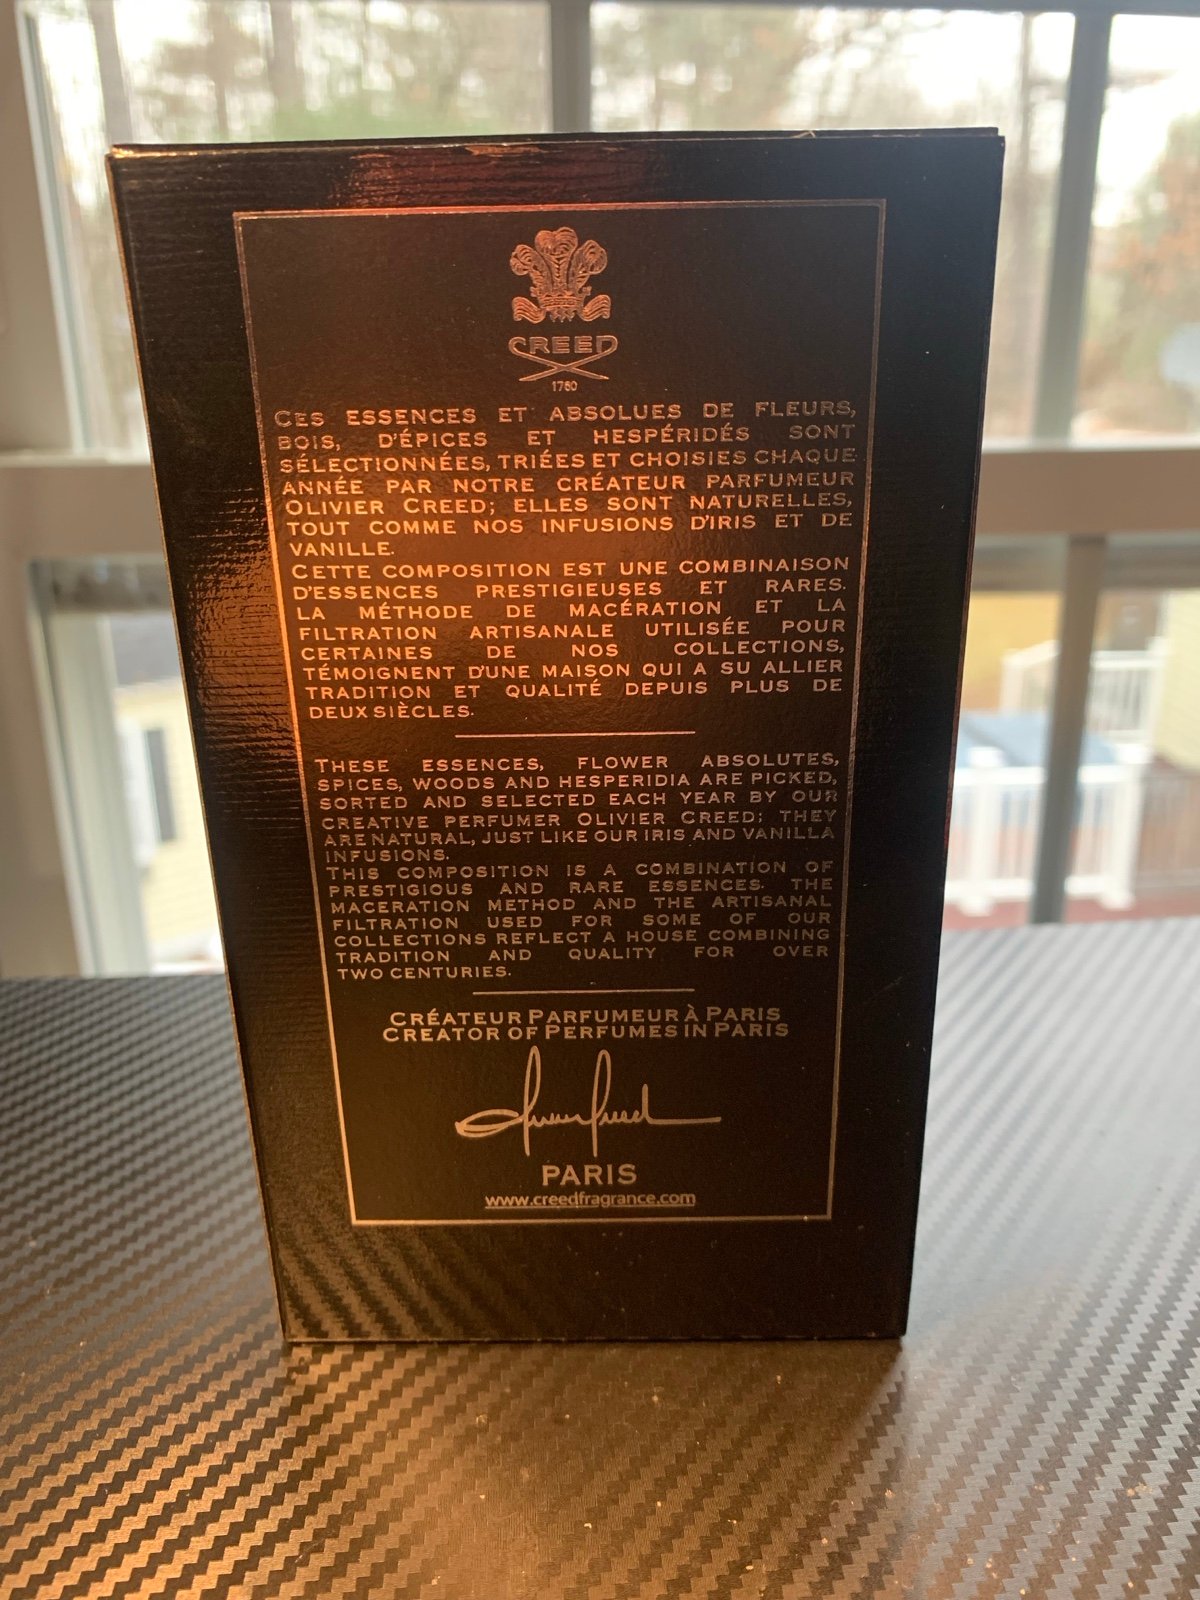 CREED
1760
CES ESSENCES ET ABSOLUES DE FLEURS,
BOIS, D'ÉPICES ET HESPÉRIDÉS SONT
SÉLECTIONNÉES, TRIÉES ET CHOISIES CHAQUE
ANNÉE PAR NOTRE CRÉATEUR PARFUMEUR
OLIVIER CREED; ELLES SONT NATURELLES,
TOUT COMME NOS INFUSIONS D'IRIS ET DE
VANILLE.
CETTE COMPOSITION EST UNE COMBINAISON
D'ESSENCES PRESTIGIEUSES ET RARES.
LA MÉTHODE DE MACÉRATION ET LA
FILTRATION ARTISANALE UTILISÉE POUR
CERTAINES DE NOS COLLECTIONS,
TÉMOIGNENT D'UNE MAISON QUI A SU ALLIER
TRADITION ET QUALITÉ DEPUIS PLUS DE
DEUX SIÈCLES.
THESE ESSENCES, FLOWER ABSOLUTES,
SPICES, WOODS AND HESPERIDIA ARE PICKED,
SORTED AND SELECTED EACH YEAR BY OUR
CREATIVE PERFUMER OLIVIER CREED; THEY
ARE NATURAL, JUST LIKE OUR IRIS AND VANILLA
INFUSIONS.
THIS COMPOSITION IS A COMBINATION OF
PRESTIGIOUS AND RARE ESSENCES. THE
MACERATION METHOD AND THE ARTISANAL
FILTRATION USED FOR SOME OF OUR
COLLECTIONS REFLECT A HOUSE COMBINING
TRADITION AND QUALITY FOR OVER
TWO CENTURIES.
CRÉATEUR PARFUMEUR À PARIS
CREATOR OF PERFUMES IN PARIS
PARIS
www.creedfragrance.com